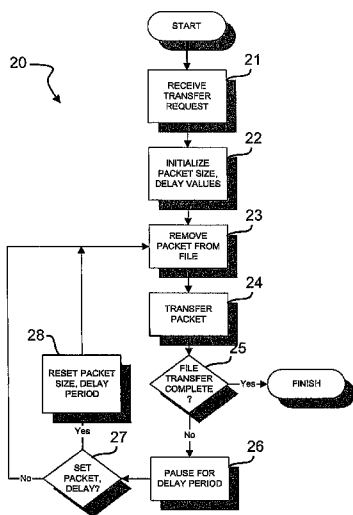 START
20
21
RECEIVE
TRANSFER
REQUEST
22
INITIALIZE
PACKET SIZE,
DELAY VALUES
23
REMOVE
PACKET FROM
FILE
24
TRANSFER
PACKET
25
FILE
TRANSFER
COMPLETE
?
Yes
FINISH
No
26
PAUSE FOR
DELAY PERIOD
27
SET
PACKET,
DELAY?
No
Yes
28
RESET PACKET
SIZE, DELAY
PERIOD